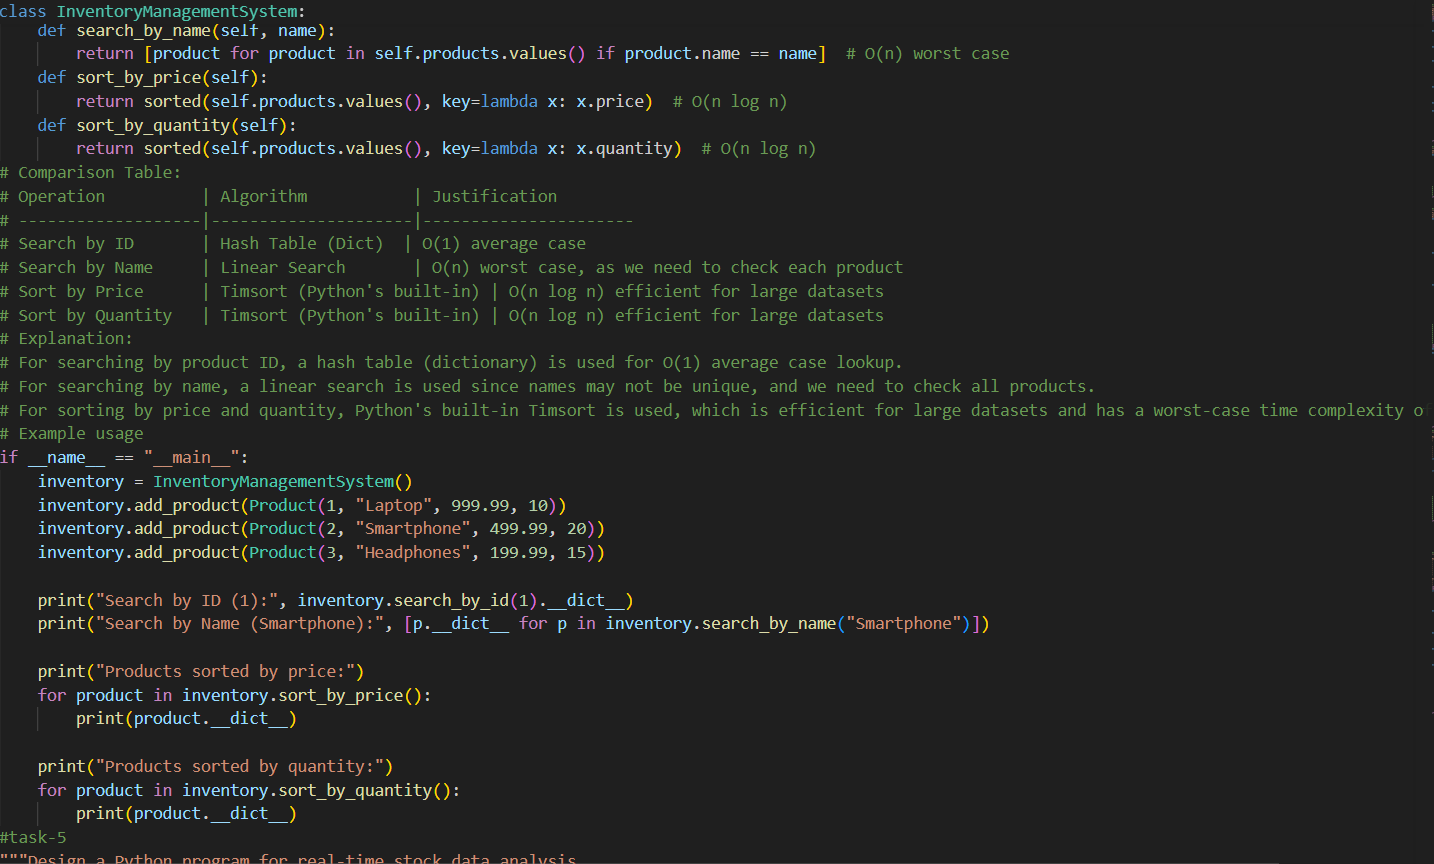 class InventoryManagementSystem:
    def search_by_name(self, name):
        return [product for product in self.products.values() if product.name == name]  # O(n) worst case
    def sort_by_price(self):
        return sorted(self.products.values(), key=lambda x: x.price)  # O(n log n)
    def sort_by_quantity(self):
        return sorted(self.products.values(), key=lambda x: x.quantity)  # O(n log n)
# Comparison Table:
# Operation          | Algorithm           | Justification
# -------------------|---------------------|----------------------
# Search by ID       | Hash Table (Dict)  | O(1) average case
# Search by Name     | Linear Search       | O(n) worst case, as we need to check each product
# Sort by Price      | Timsort (Python's built-in) | O(n log n) efficient for large datasets
# Sort by Quantity   | Timsort (Python's built-in) | O(n log n) efficient for large datasets
# Explanation:
# For searching by product ID, a hash table (dictionary) is used for O(1) average case lookup.
# For searching by name, a linear search is used since names may not be unique, and we need to check all products.
# For sorting by price and quantity, Python's built-in Timsort is used, which is efficient for large datasets and has a worst-case time complexity o
# Example usage
if __name__ == "__main__":
    inventory = InventoryManagementSystem()
    inventory.add_product(Product(1, "Laptop", 999.99, 10))
    inventory.add_product(Product(2, "Smartphone", 499.99, 20))
    inventory.add_product(Product(3, "Headphones", 199.99, 15))

    print("Search by ID (1):", inventory.search_by_id(1).__dict__)
    print("Search by Name (Smartphone):", [p.__dict__ for p in inventory.search_by_name("Smartphone")])

    print("Products sorted by price:")
    for product in inventory.sort_by_price():
        print(product.__dict__)

    print("Products sorted by quantity:")
    for product in inventory.sort_by_quantity():
        print(product.__dict__)
#task-5
"""Design a Python program for real-time stock data analysis